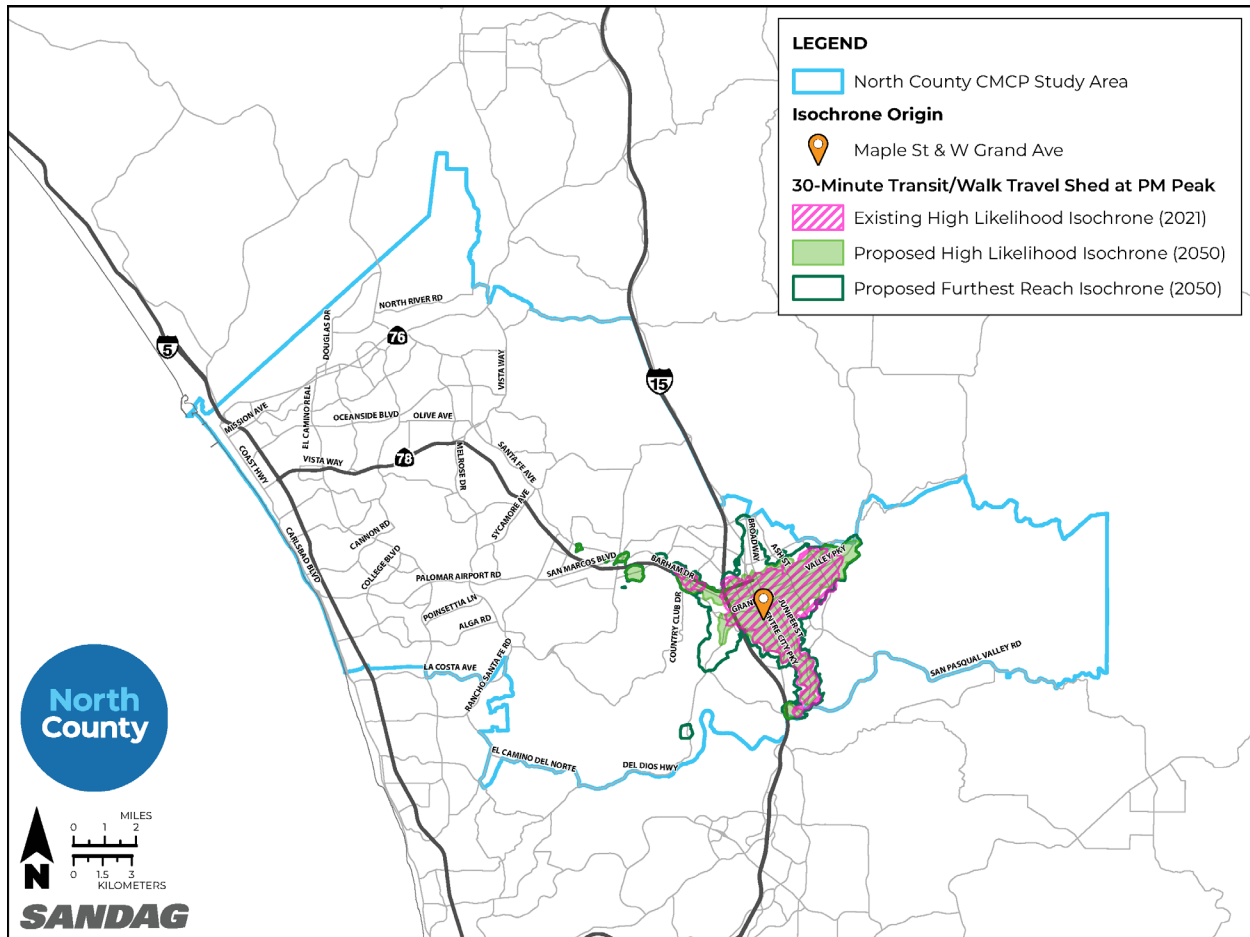 LEGEND
North County CMCP Study Area
Isochrone Origin
Maple St & W Grand Ave
30-Minute Transit/Walk Travel Shed at PM Peak
Existing High Likelihood Isochrone (2021)
Proposed High Likelihood Isochrone (2050)
Proposed Furthest Reach Isochrone (2050)
NORTH RIVER RD
DOUGLAS DR
76
5
VISTA WAY
15
EL CAMINO REAL
MISSION AVE
OCEANSIDE BLVD
OLIVE AVE
COAST HWY
VISTA WAY
78
MELROSE DR
SANTA FE AVE
SYCAMORE AVE
CARLSBAD BLVD
CANNON RD
COLLEGE BLVD
PALOMAR AIRPORT RD
SAN MARCOS BLVD
BARHAM DR
BROADWAY
ASH ST
VALLEY PKY
POINSETTIA LN
ALGA RD
COUNTRY CLUB DR
JUNIPER ST
RANCHO SANTA FE RD
LA COSTA AVE
SAN PASQUAL VALLEY RD
EL CAMINO DEL NORTE
DEL DIOS HWY
North
County
MILES
0 1 2
0 1.5 3
KILOMETERS
N
SANDAG